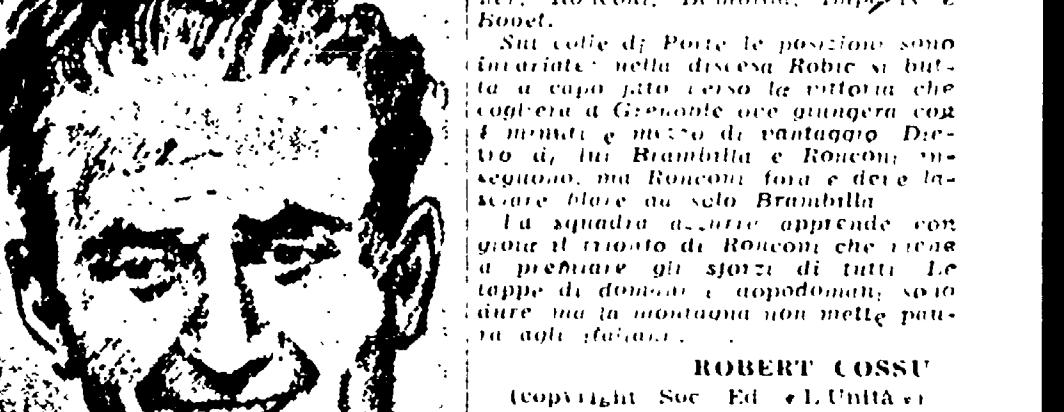 Bonet.
Sul colle di Porte le posizioni sono
invariate: nella discesa Robic si but-
ta a capo fitto verso la vittoria che
coglierà a Grenoble ove giungerà con
4 minuti e mezzo di vantaggio Die-
tro di lui Brambilla e Ronconi in-
seguono, ma Ronconi fora e deve la-
sciare filare da solo Brambilla
La squadra azzurra apprende con
gioia il trionfo di Ronconi che viene
a premiare gli sforzi di tutti. Le
tappe di domani e dopodomani sono
dure ma la montagna non mette pau-
ra agli italiani.
ROBERT COSSU
(copyright Soc Ed «L'Unità»)